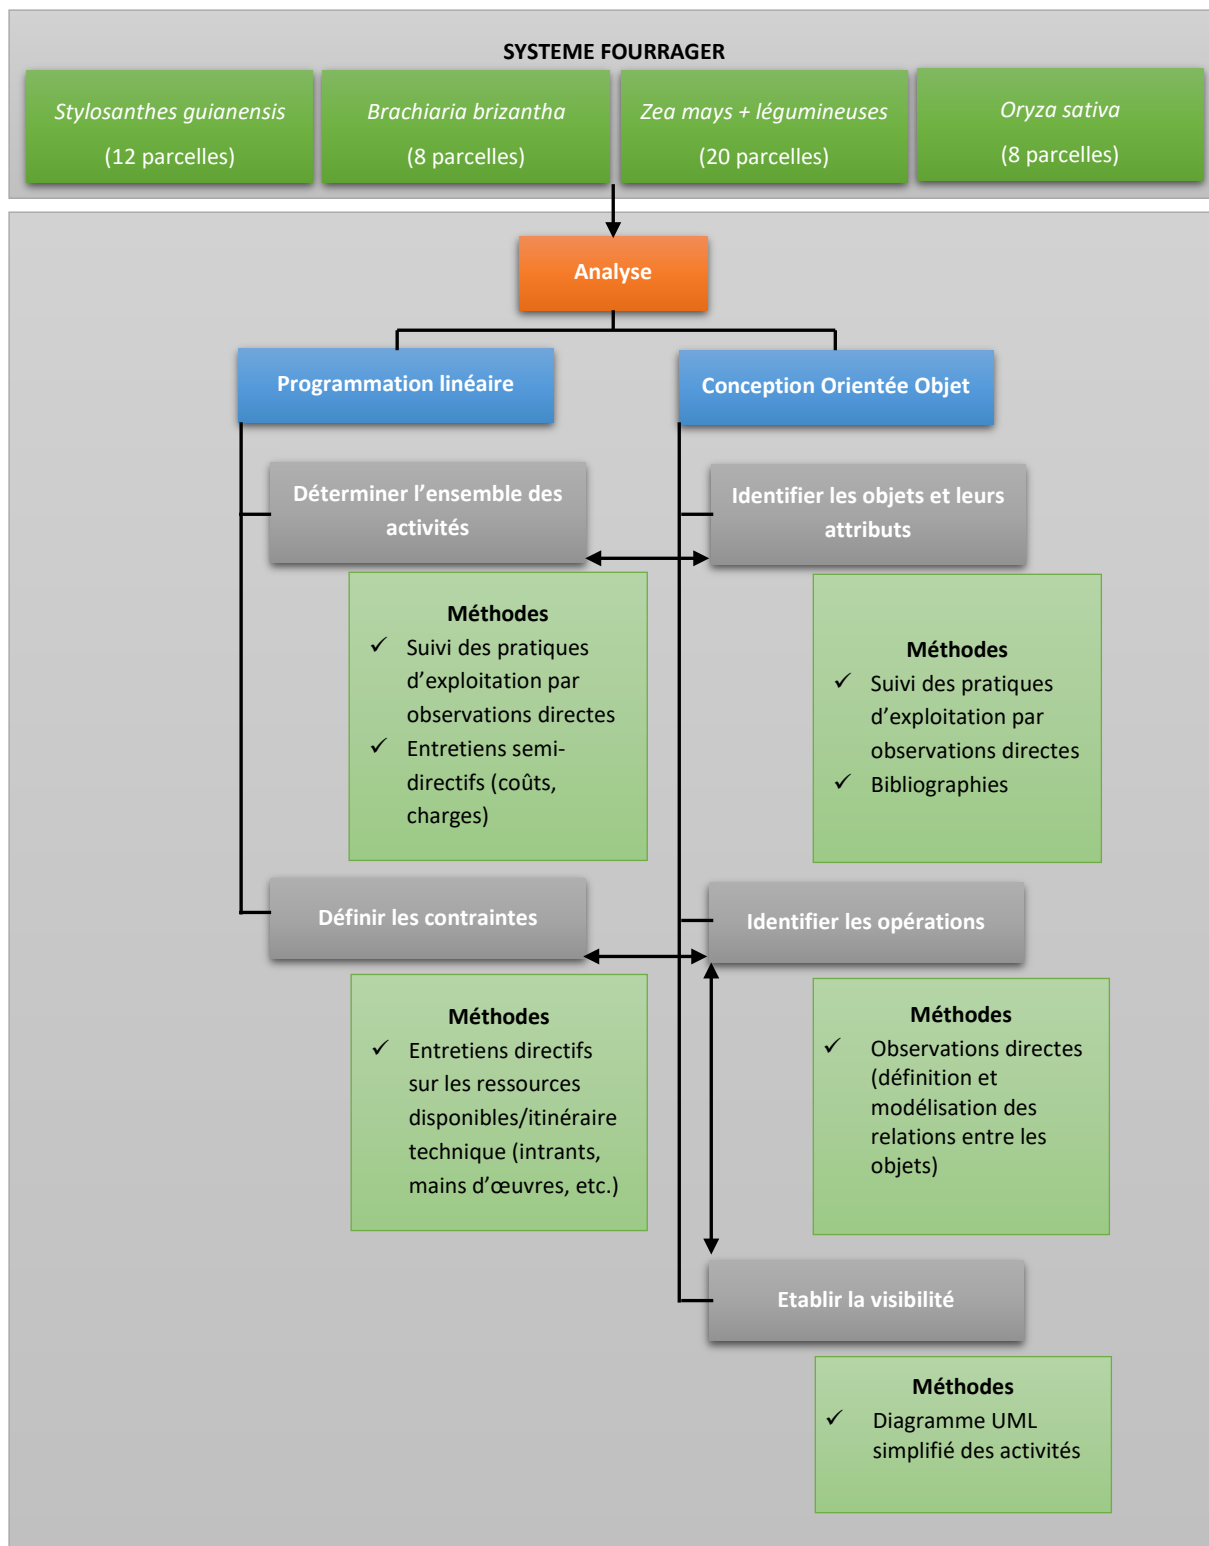 SYSTEME FOURRAGER
Stylosanthes guianensis
(12 parcelles)
Brachiaria brizantha
(8 parcelles)
Zea mays + légumineuses
(20 parcelles)
Oryza sativa
(8 parcelles)
Analyse
Programmation linéaire
Conception Orientée Objet
Déterminer l’ensemble des
activités
Identifier les objets et leurs
attributs
Méthodes
✓ Suivi des pratiques
d’exploitation par
observations directes
✓ Entretiens semi-
directifs (coûts,
charges)
Méthodes
✓ Suivi des pratiques
d’exploitation par
observations directes
✓ Bibliographies
Définir les contraintes
Identifier les opérations
Méthodes
✓ Entretiens directifs
sur les ressources
disponibles/itinéraire
technique (intrants,
mains d’œuvres, etc.)
Méthodes
✓ Observations directes
(définition et
modélisation des
relations entre les
objets)
Etablir la visibilité
Méthodes
✓ Diagramme UML
simplifié des activités